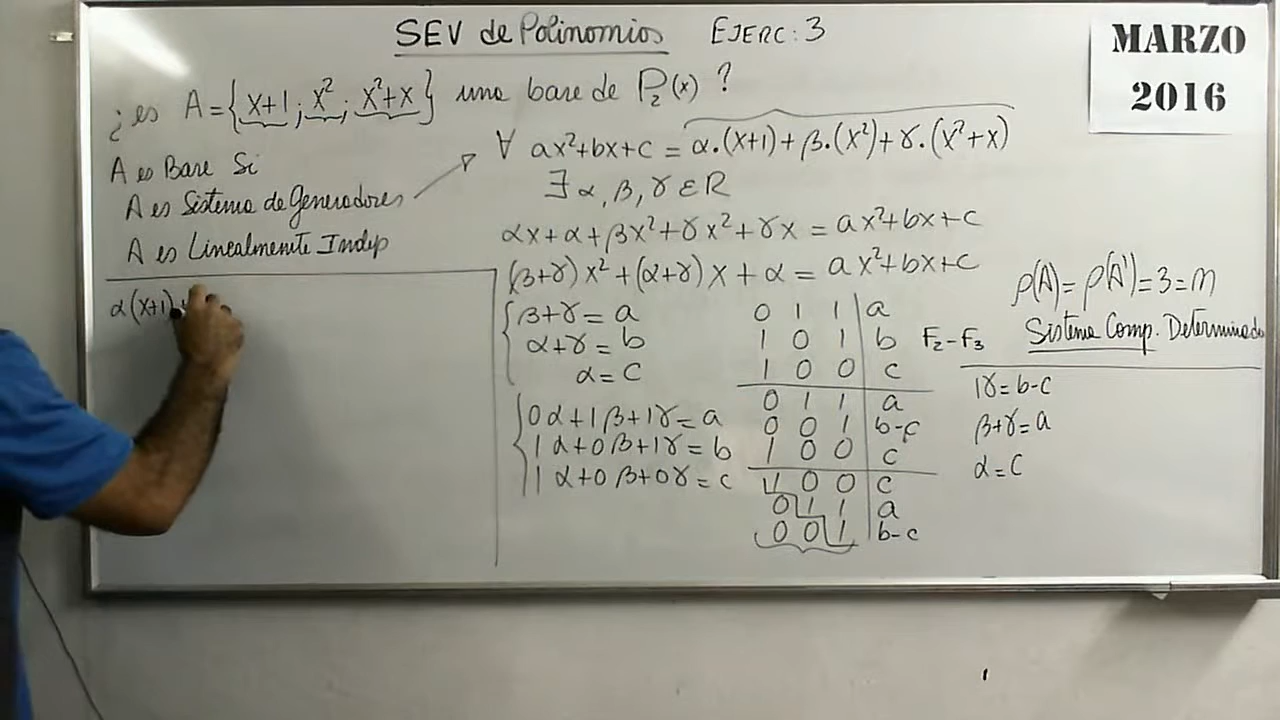 SEV de Polinomios EJERC: 3
MARZO
2016
¿es A = {x+1; x²; x²+x} una base de P₂(x)?
A es Base Si
A es Sistema de Generadores
A es Linealmente Indep
∀ ax²+bx+c = α.(x+1)+β.(x²)+γ.(x²+x)
∃ α, β, γ ε R
αx+α+βx²+γx²+γx = ax²+bx+c
(β+γ)x²+(α+γ)x+α = ax²+bx+c
β+γ = a
α+γ = b
α = c
0α+1β+1γ = a
1α+0β+1γ = b
1α+0β+0γ = c
0 1 1 | a
1 0 1 | b F₂-F₃
1 0 0 | c
0 1 1 | a
0 0 1 | b-c
1 0 0 | c
1 0 0 | c
0 1 1 | a
0 0 1 | b-c
ρ(A) = ρ(A') = 3 = n
Sistema Comp. Determinado
1γ = b-c
β+γ = a
α = c
α(x+1)